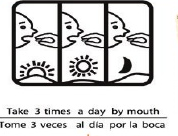 Take 3 times a day by mouth
Tome 3 veces al día por la boca